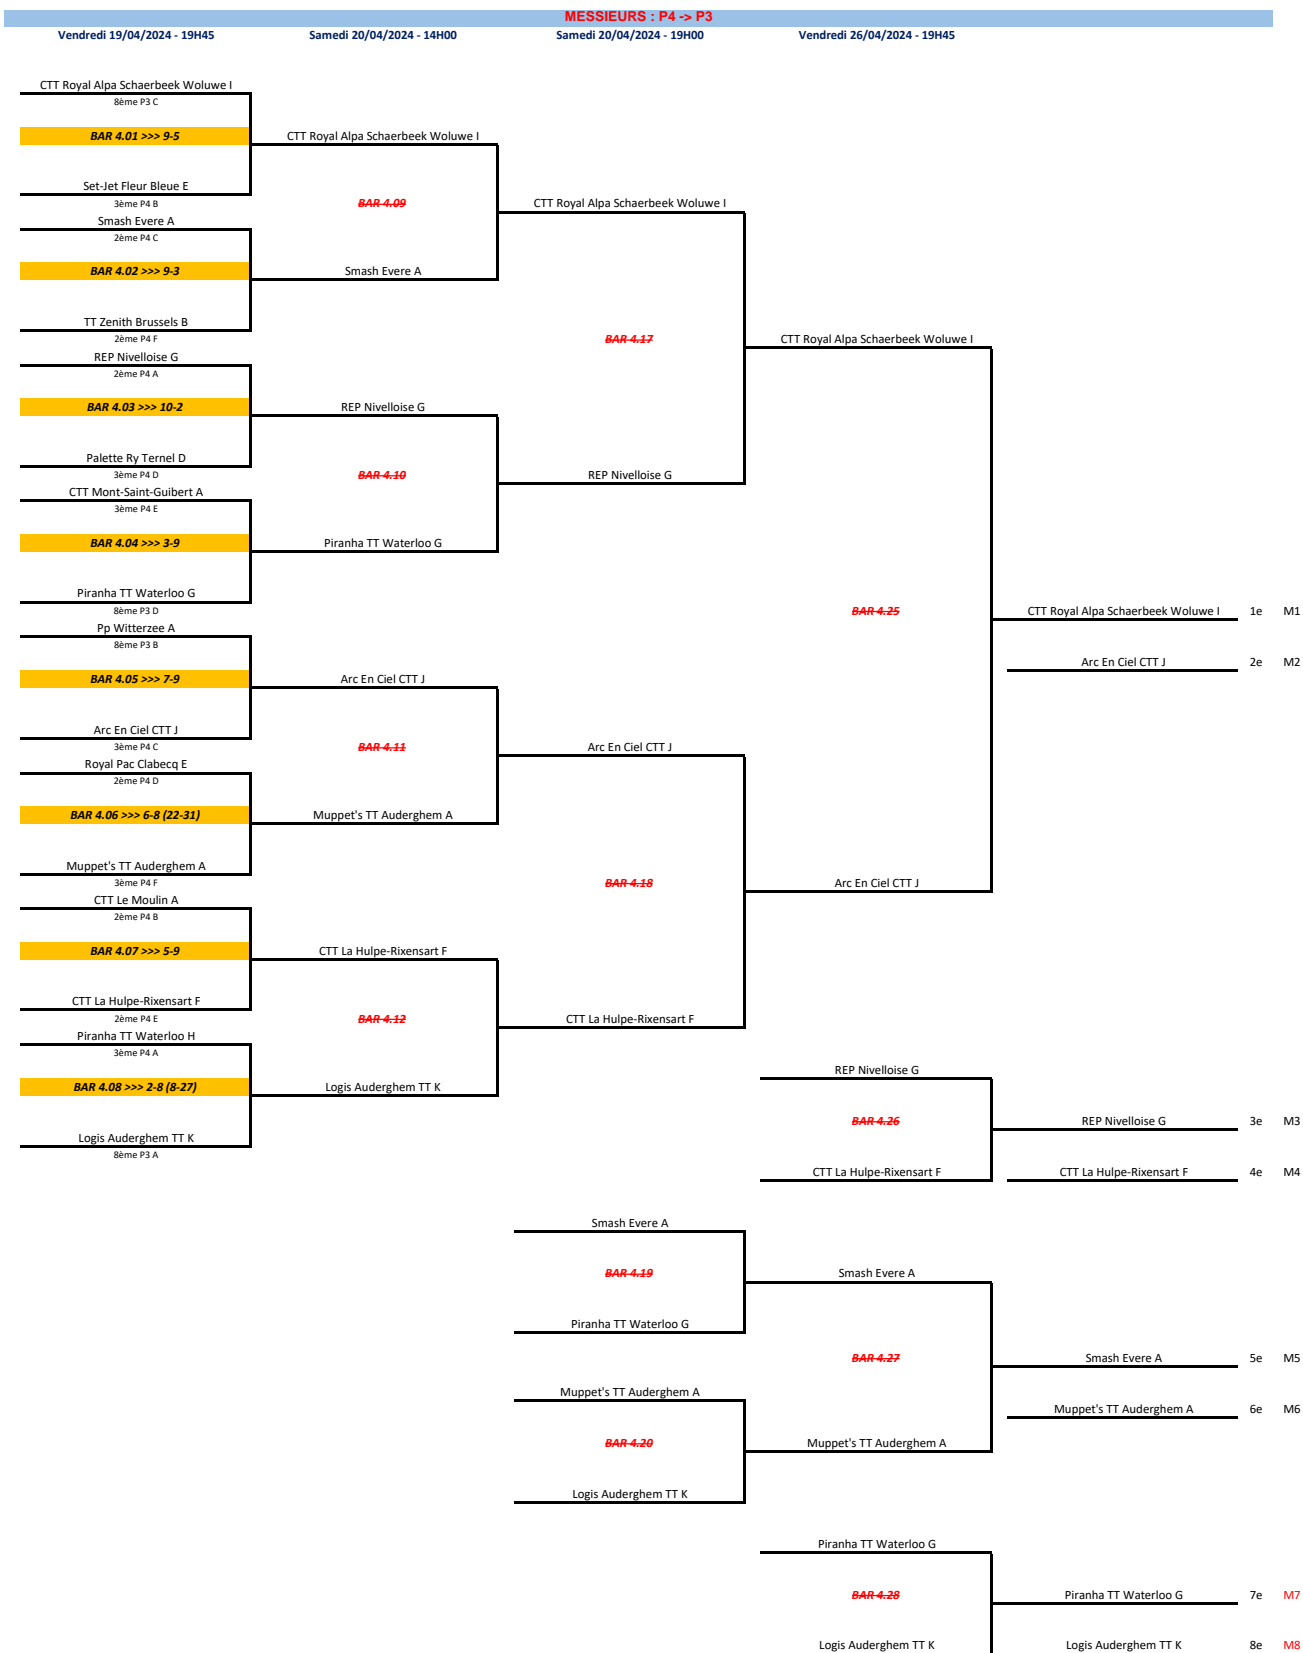 MESSIEURS : P4 -> P3
Vendredi 19/04/2024 - 19H45
Samedi 20/04/2024 - 14H00
Samedi 20/04/2024 - 19H00
Vendredi 26/04/2024 - 19H45
CTT Royal Alpa Schaerbeek Woluwe I
8ème P3 C
BAR 4.01 >>> 9-5
CTT Royal Alpa Schaerbeek Woluwe I
Set-Jet Fleur Bleue E
3ème P4 B
BAR 4.09
CTT Royal Alpa Schaerbeek Woluwe I
Smash Evere A
2ème P4 C
BAR 4.02 >>> 9-3
Smash Evere A
TT Zenith Brussels B
2ème P4 F
BAR 4.17
CTT Royal Alpa Schaerbeek Woluwe I
REP Nivelloise G
2ème P4 A
BAR 4.03 >>> 10-2
REP Nivelloise G
Palette Ry Ternel D
3ème P4 D
BAR 4.10
REP Nivelloise G
CTT Mont-Saint-Guibert A
3ème P4 E
BAR 4.04 >>> 3-9
Piranha TT Waterloo G
Piranha TT Waterloo G
8ème P3 D
BAR 4.25
CTT Royal Alpa Schaerbeek Woluwe I 1e M1
Pp Witterzee A
8ème P3 B
Arc En Ciel CTT J 2e M2
BAR 4.05 >>> 7-9
Arc En Ciel CTT J
Arc En Ciel CTT J
3ème P4 C
BAR 4.11
Arc En Ciel CTT J
Royal Pac Clabecq E
2ème P4 D
BAR 4.06 >>> 6-8 (22-31)
Muppet's TT Auderghem A
Muppet's TT Auderghem A
3ème P4 F
BAR 4.18
Arc En Ciel CTT J
CTT Le Moulin A
2ème P4 B
BAR 4.07 >>> 5-9
CTT La Hulpe-Rixensart F
CTT La Hulpe-Rixensart F
2ème P4 E
BAR 4.12
CTT La Hulpe-Rixensart F
Piranha TT Waterloo H
3ème P4 A
REP Nivelloise G
BAR 4.08 >>> 2-8 (8-27)
Logis Auderghem TT K
BAR 4.26
REP Nivelloise G 3e M3
Logis Auderghem TT K
8ème P3 A
CTT La Hulpe-Rixensart F
CTT La Hulpe-Rixensart F 4e M4
Smash Evere A
BAR 4.19
Smash Evere A
Piranha TT Waterloo G
BAR 4.27
Smash Evere A 5e M5
Muppet's TT Auderghem A
Muppet's TT Auderghem A 6e M6
BAR 4.20
Muppet's TT Auderghem A
Logis Auderghem TT K
Piranha TT Waterloo G
BAR 4.28
Piranha TT Waterloo G 7e M7
Logis Auderghem TT K
Logis Auderghem TT K 8e M8